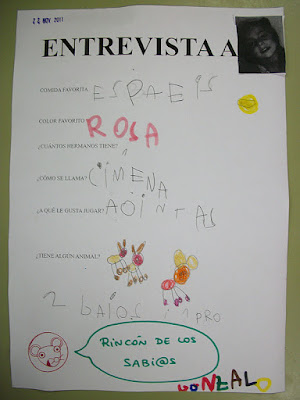 22 NOV. 2011
ENTREVISTA A
COMIDA FAVORITA
ESPAEIS
COLOR FAVORITO
ROSA
¿CUÁNTOS HERMANOS TIENE?
1
¿CÓMO SE LLAMA?
CIMENA
¿A QUÉ LE GUSTA JUGAR?
AOINTAS
¿TIENE ALGÚN ANIMAL?
2
1 PRO
RINCÓN DE LOS
SABI@S
GONZALO